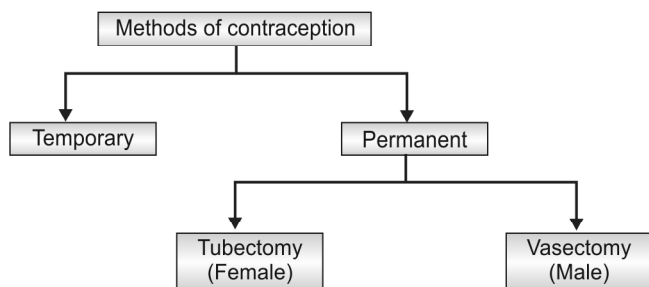 Methods of contraception
Temporary
Permanent
Tubectomy
(Female)
Vasectomy
(Male)